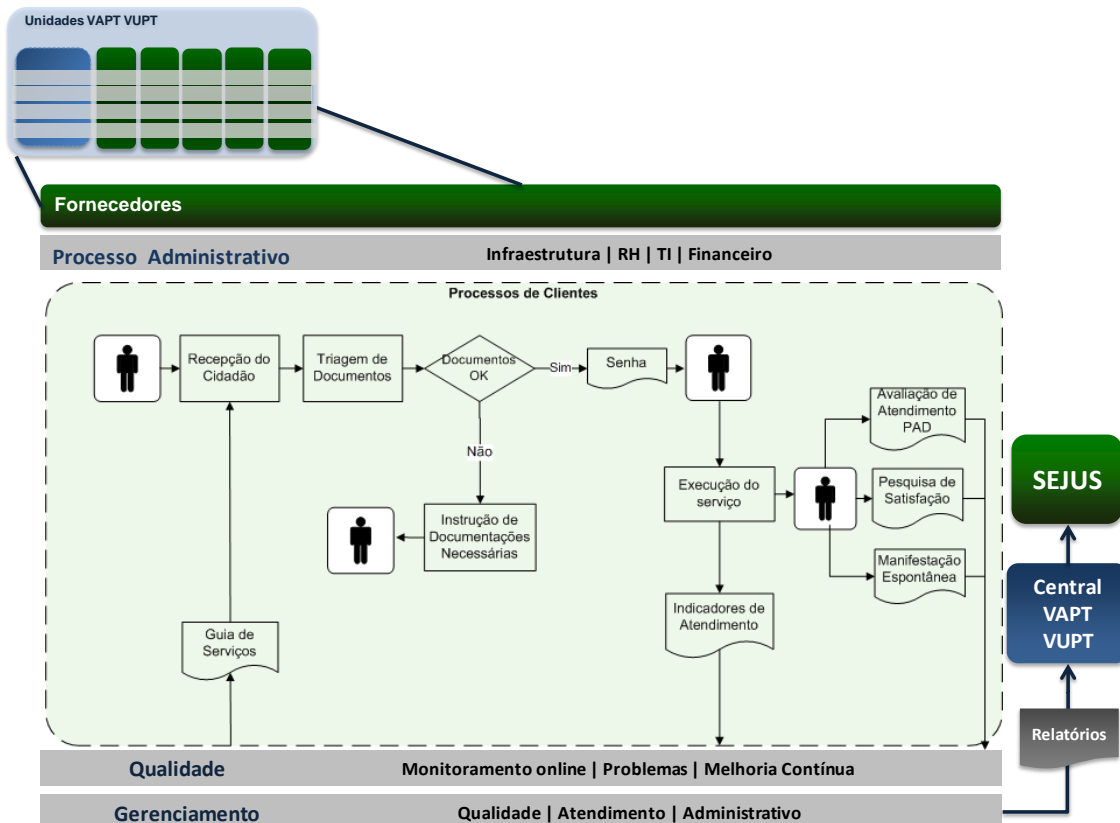 Unidades VAPT VUPT
Fornecedores
Processo Administrativo
Infraestrutura | RH | TI | Financeiro
Processos de Clientes
Recepção do
Cidadão
Triagem de
Documentos
Documentos
OK
Sim
Senha
Não
Instrução de
Documentações
Necessárias
Execução do
serviço
Avaliação de
Atendimento
PAD
Pesquisa de
Satisfação
Manifestação
Espontânea
Indicadores de
Atendimento
Guia de
Serviços
SEJUS
Central
VAPT
VUPT
Relatórios
Qualidade
Monitoramento online | Problemas | Melhoria Contínua
Gerenciamento
Qualidade | Atendimento | Administrativo